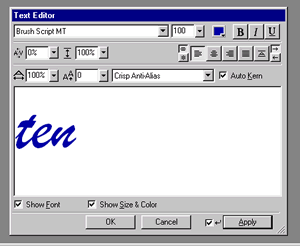 Text Editor
Brush Script MT 100 B I U
0% 100%
100% 0 Crisp Anti-Alias Auto Kern
ten
Show Font Show Size & Color
OK Cancel Apply